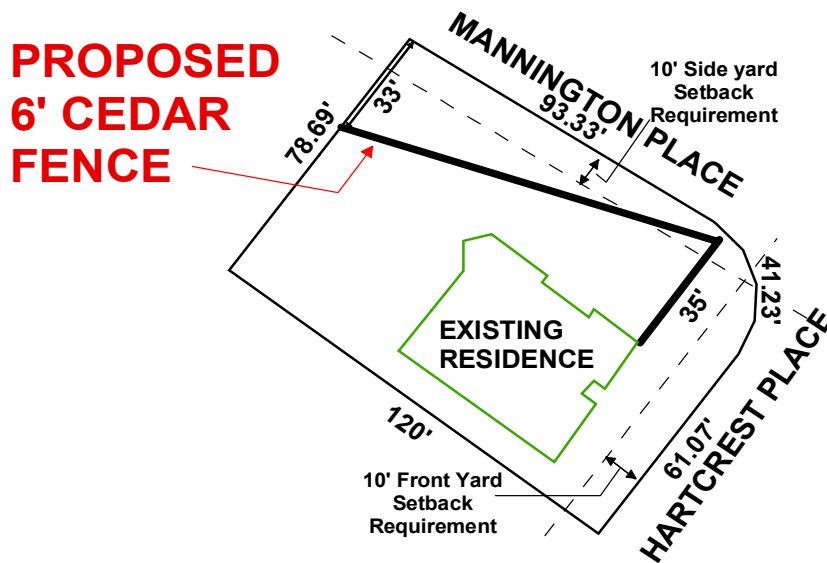 PROPOSED
6' CEDAR
FENCE
MANNINGTON PLACE
93.33'
10' Side yard
Setback
Requirement
33'
78.69'
41.23'
35'
EXISTING
RESIDENCE
120'
61.07'
HARTCREST PLACE
10' Front Yard
Setback
Requirement